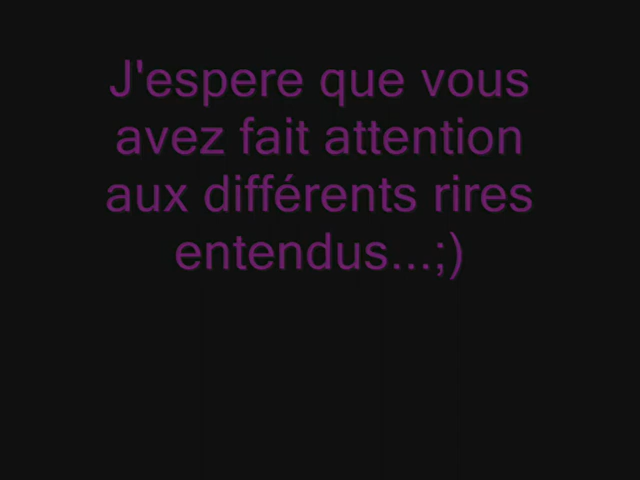 J'espere que vous
avez fait attention
aux différents rires
entendus...;)